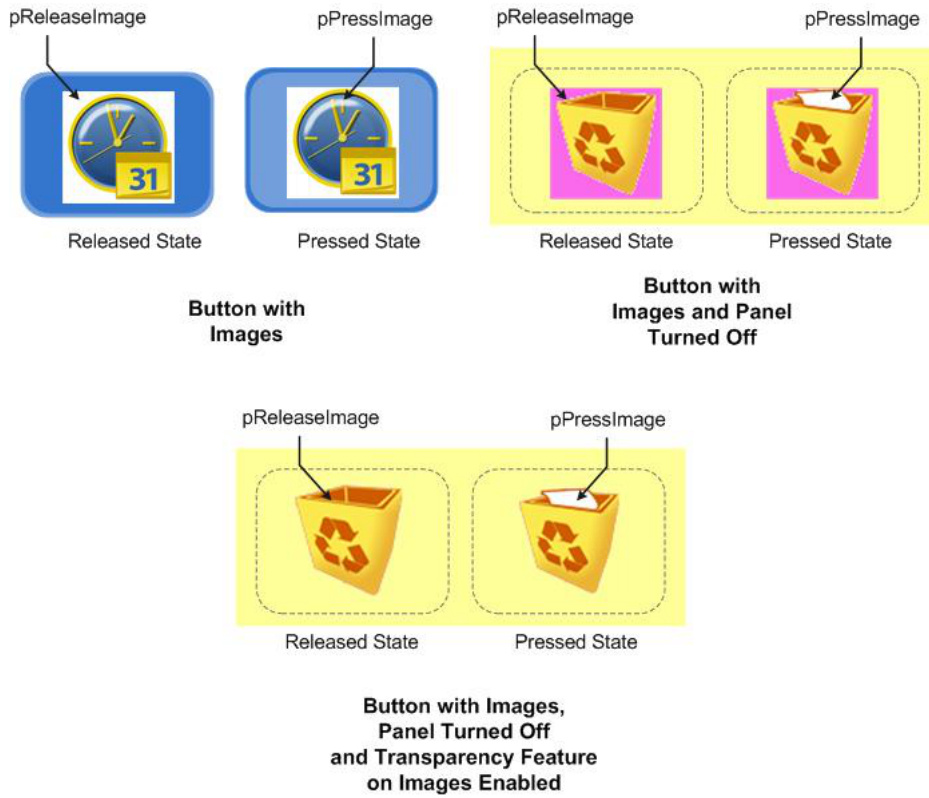 pReleaseImage
pPressImage
31
31
Released State
Pressed State
Button with
Images
pReleaseImage
pPressImage
Released State
Pressed State
Button with
Images and Panel
Turned Off
pReleaseImage
pPressImage
Released State
Pressed State
Button with Images,
Panel Turned Off
and Transparency Feature
on Images Enabled